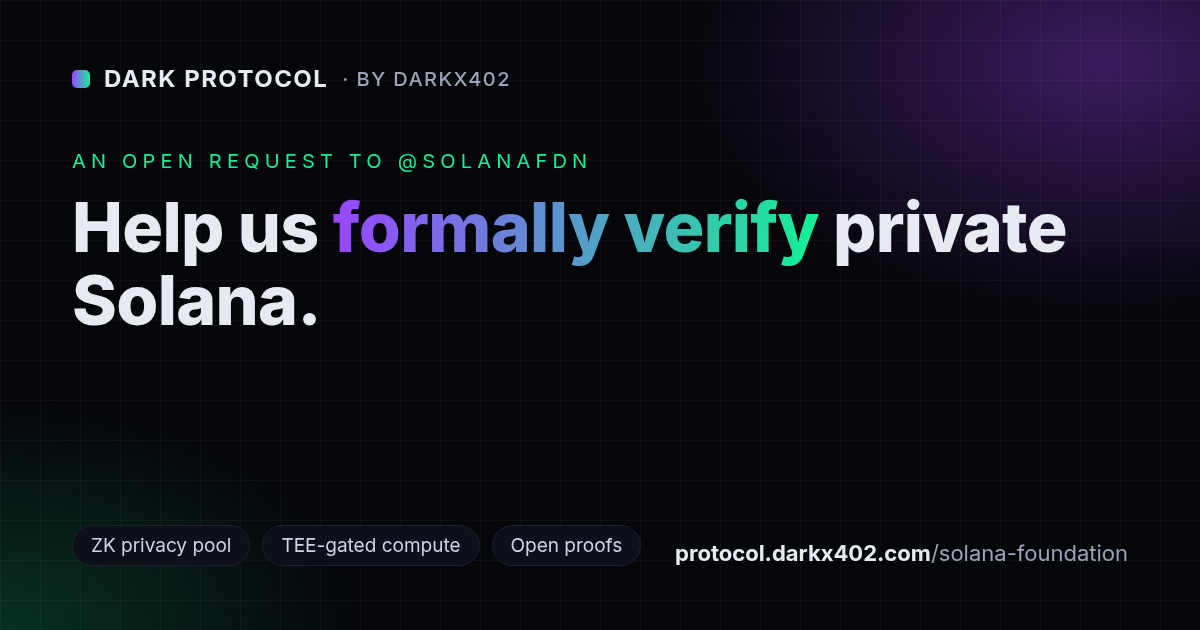 DARK PROTOCOL · BY DARKX402
AN OPEN REQUEST TO @SOLANAFDN
Help us formally verify private
Solana.
ZK privacy pool TEE-gated compute Open proofs protocol.darkx402.com/solana-foundation